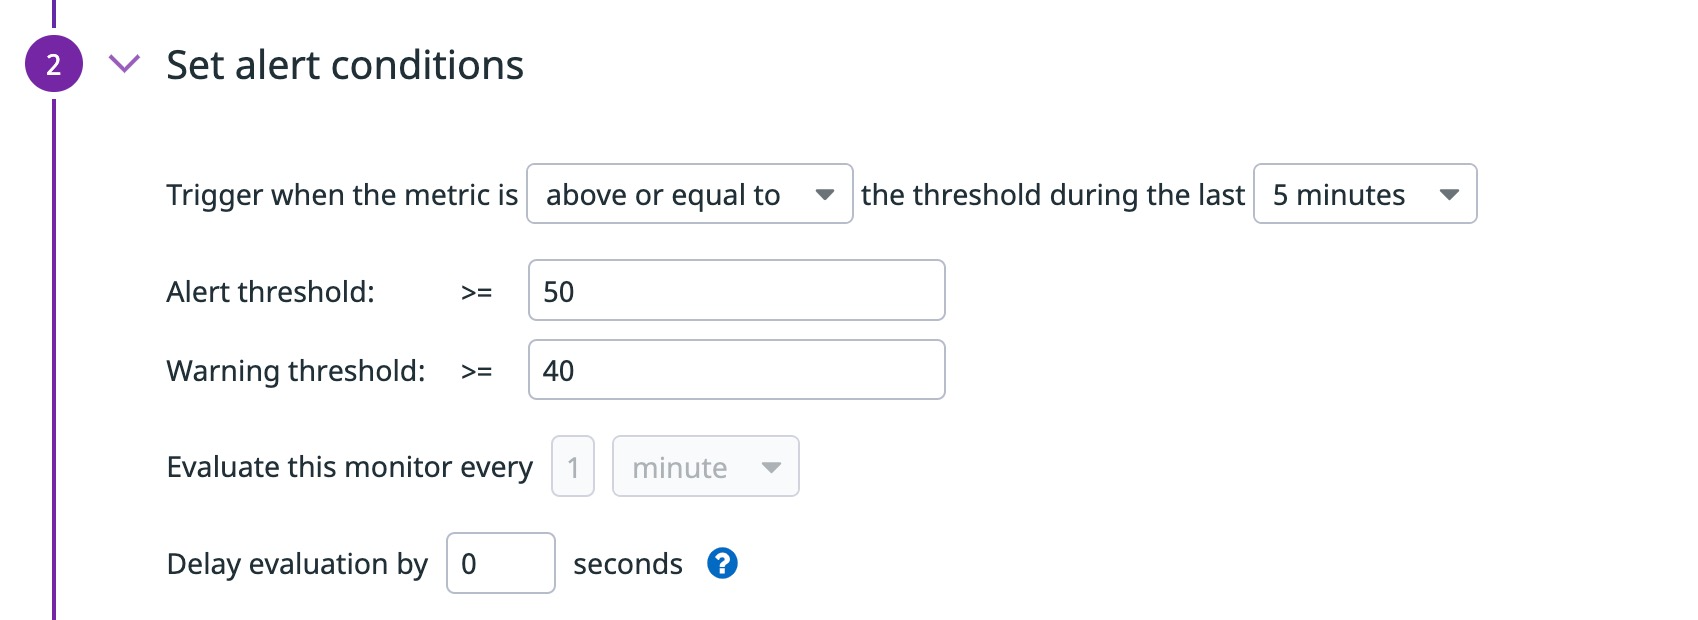 2 Set alert conditions
Trigger when the metric is above or equal to the threshold during the last 5 minutes
Alert threshold: >= 50
Warning threshold: >= 40
Evaluate this monitor every 1 minute
Delay evaluation by 0 seconds ?